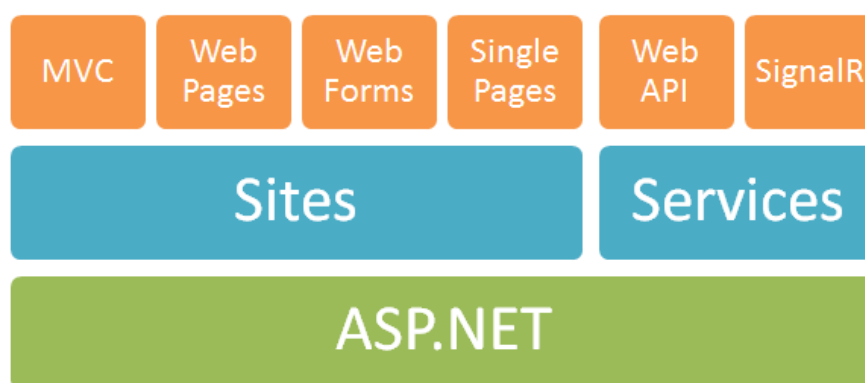 MVC
Web
Pages
Web
Forms
Single
Pages
Web
API
SignalR
Sites
Services
ASP.NET